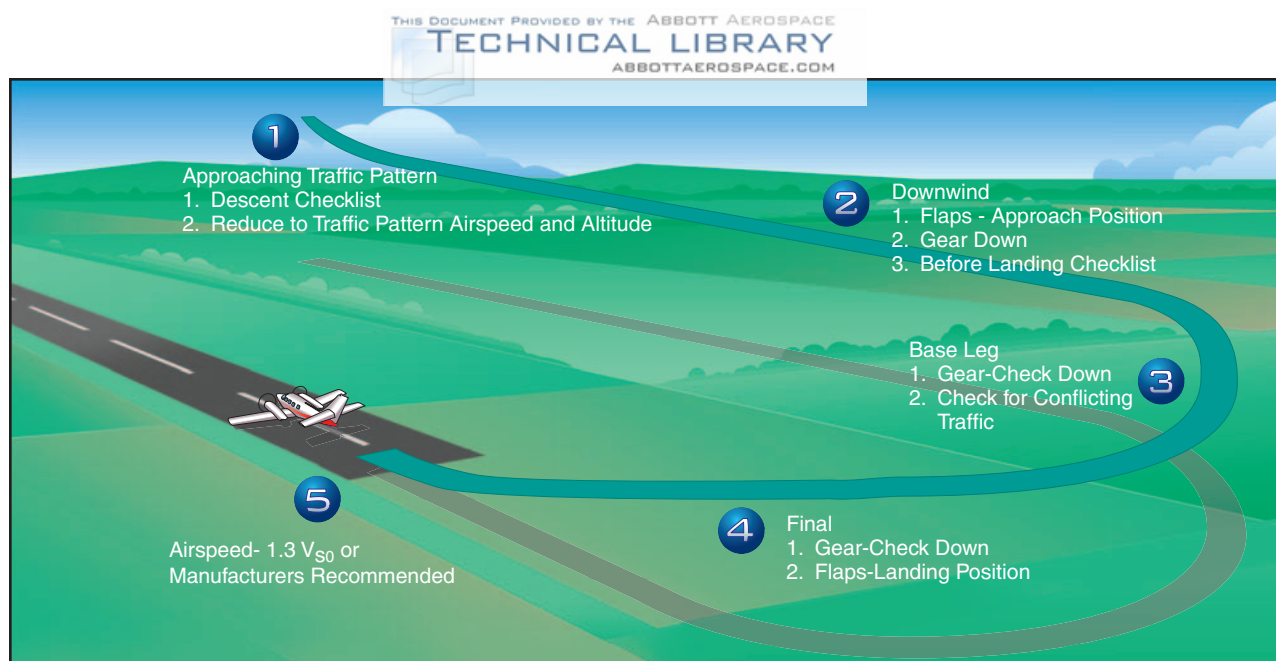 THIS DOCUMENT PROVIDED BY THE ABBOTT AEROSPACE
TECHNICAL LIBRARY
ABBOTTAEROSPACE.COM
1
Approaching Traffic Pattern
1. Descent Checklist
2. Reduce to Traffic Pattern Airspeed and Altitude
2
Downwind
1. Flaps - Approach Position
2. Gear Down
3. Before Landing Checklist
3
Base Leg
1. Gear-Check Down
2. Check for Conflicting
Traffic
4
Final
1. Gear-Check Down
2. Flaps-Landing Position
5
Airspeed- 1.3 VS0 or
Manufacturers Recommended